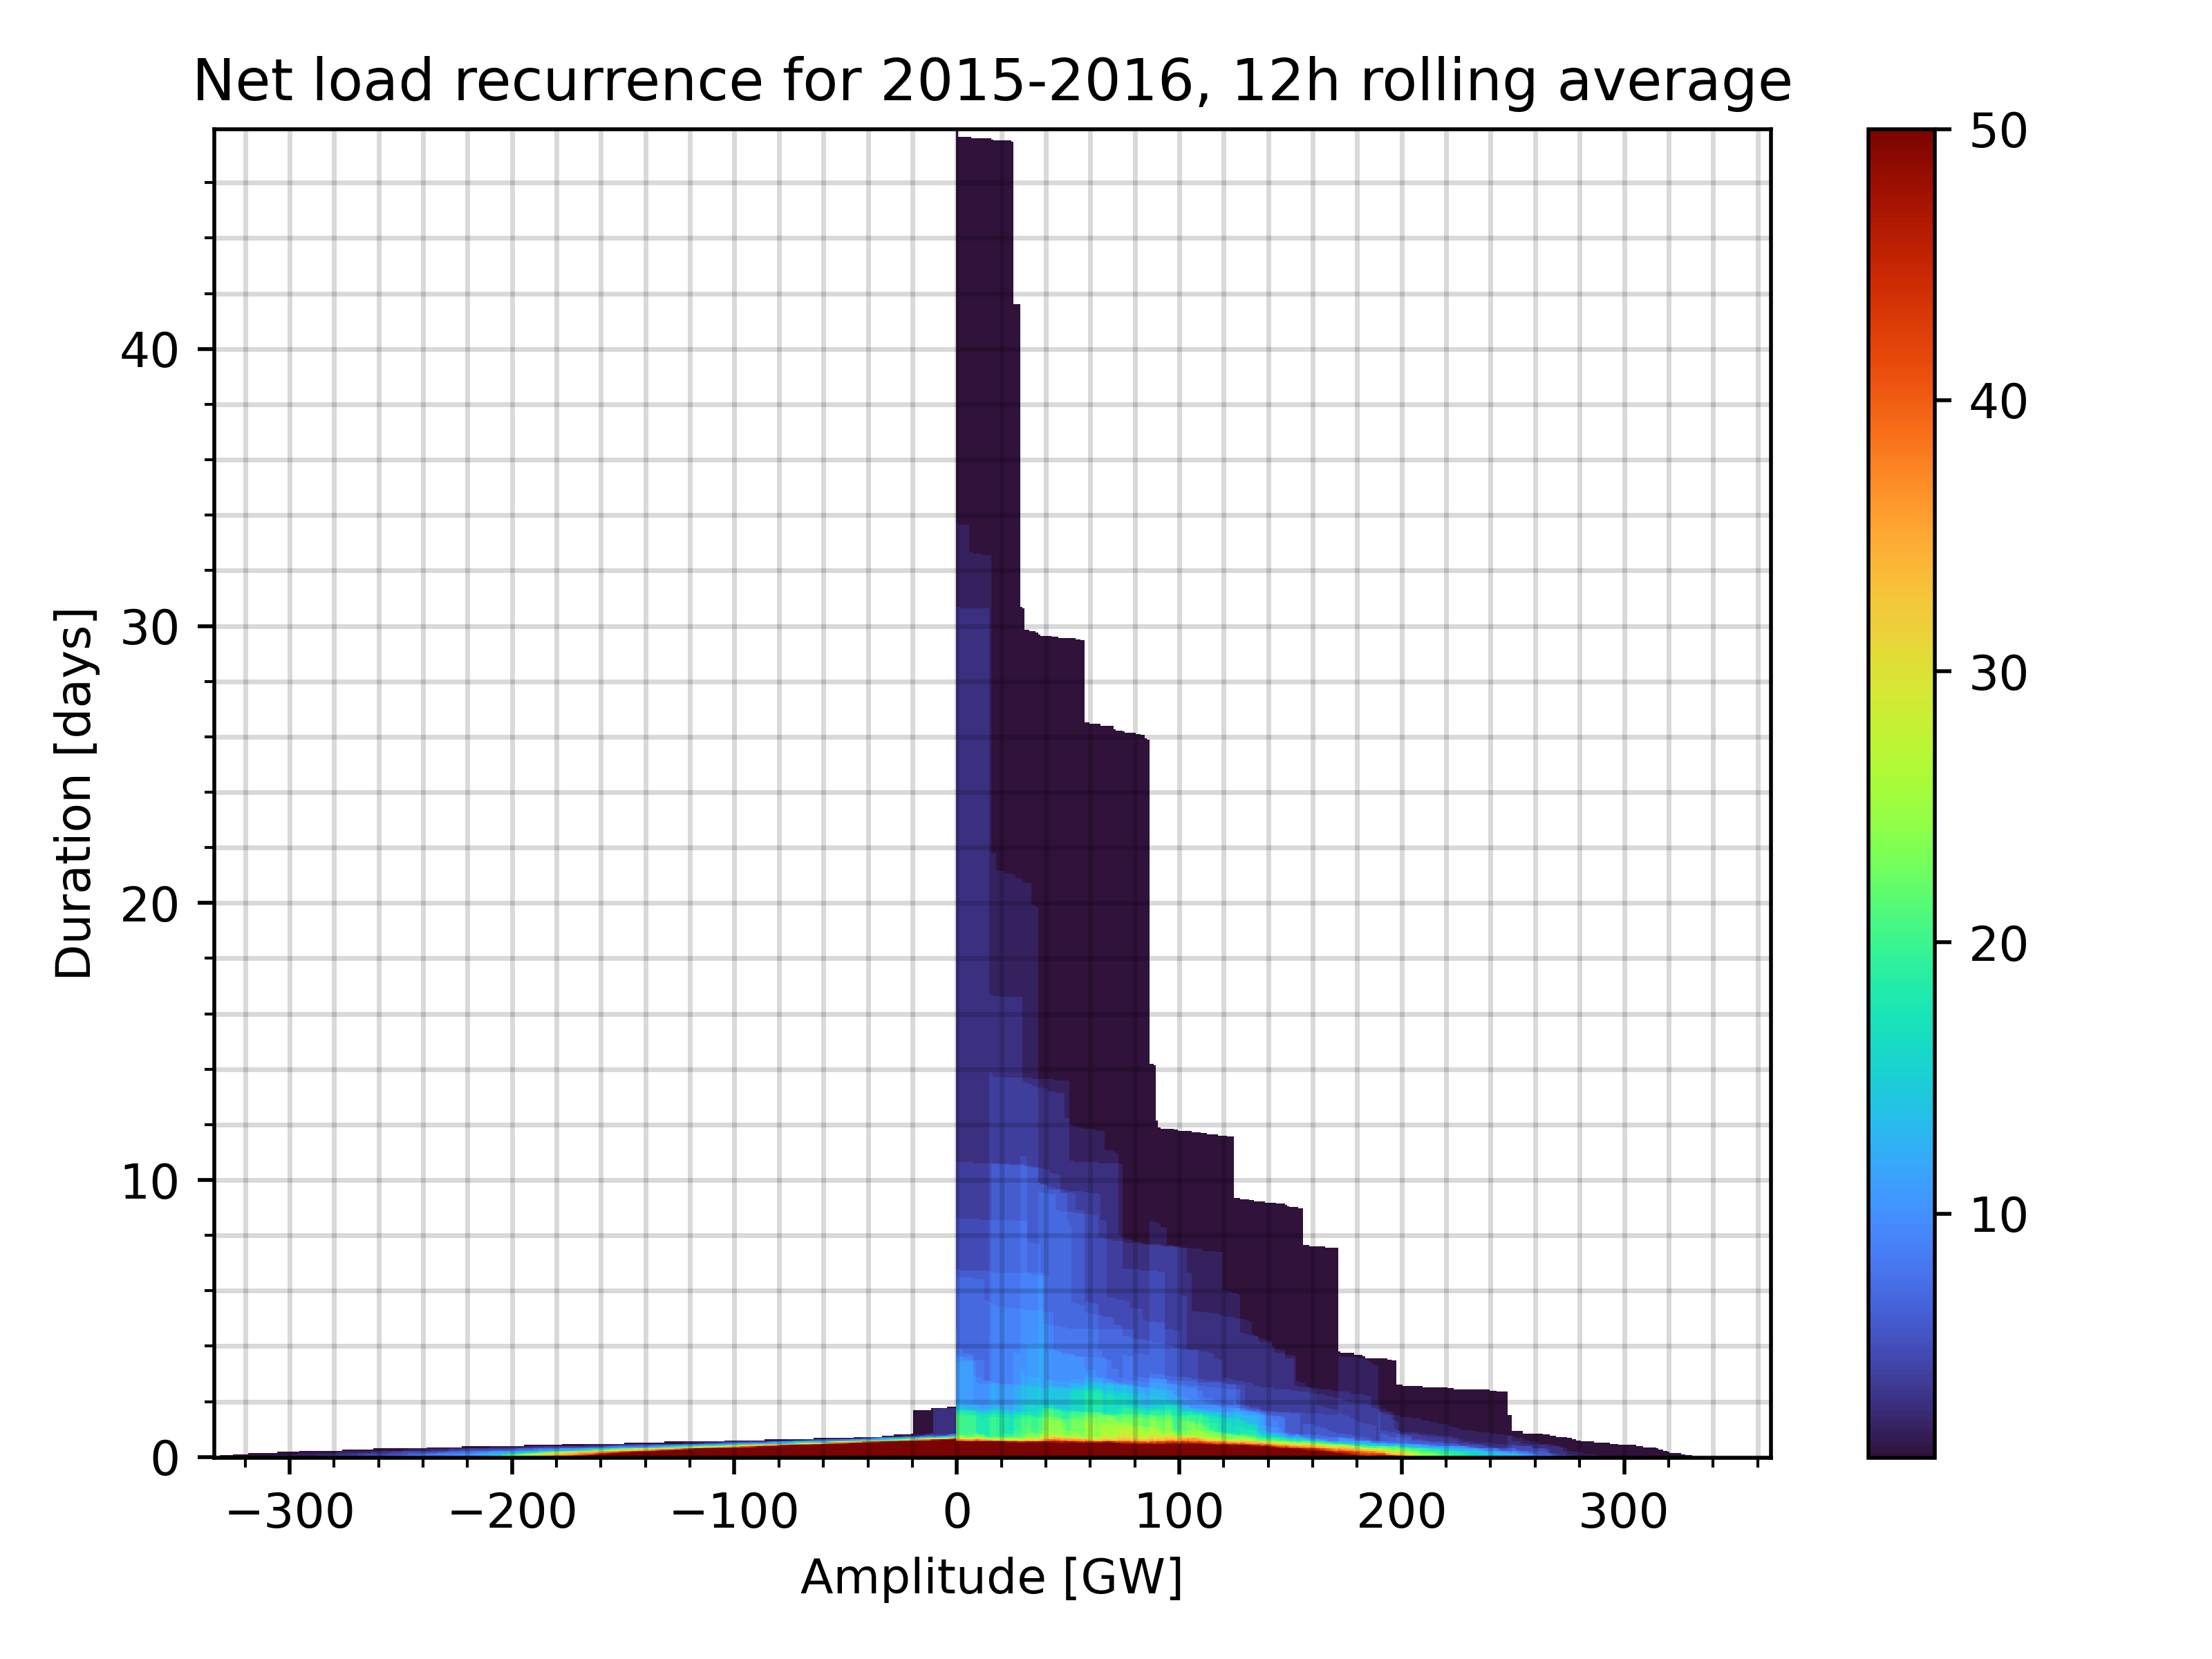 Net load recurrence for 2015-2016, 12h rolling average
Duration [days]
40
30
20
10
0
−300 −200 −100 0 100 200 300
Amplitude [GW]
50
40
30
20
10